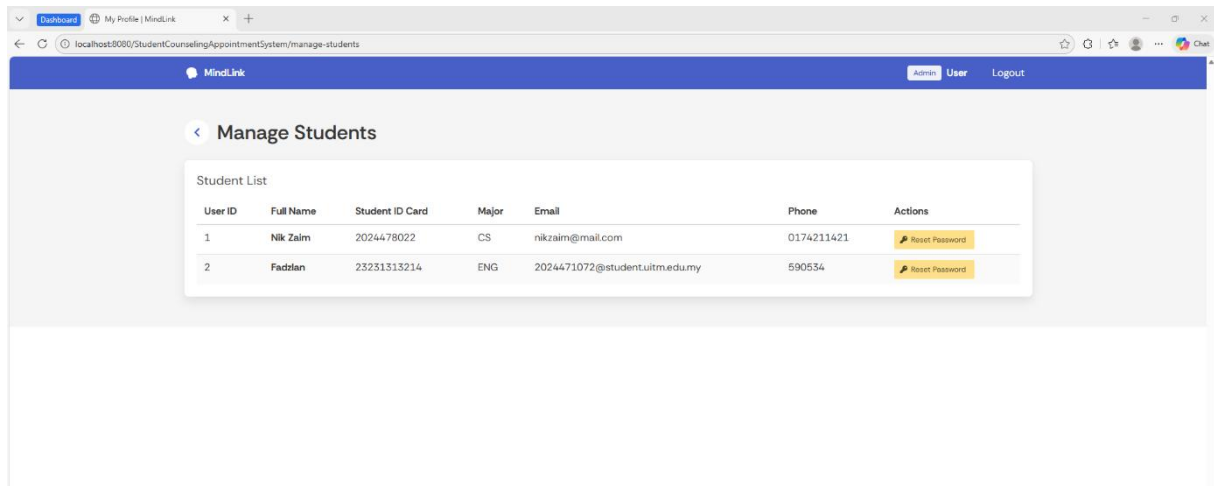 Dashboard My Profile | MindLink
localhost:8080/StudentCounselingAppointmentSystem/manage-students Chat
MindLink Admin User Logout
Manage Students
Student List
User ID Full Name Student ID Card Major Email Phone Actions
1 Nik Zaim 2024478022 CS nikzaim@mail.com 0174211421 Reset Password
2 Fadzlan 23231313214 ENG 2024471072@student.uitm.edu.my 590534 Reset Password